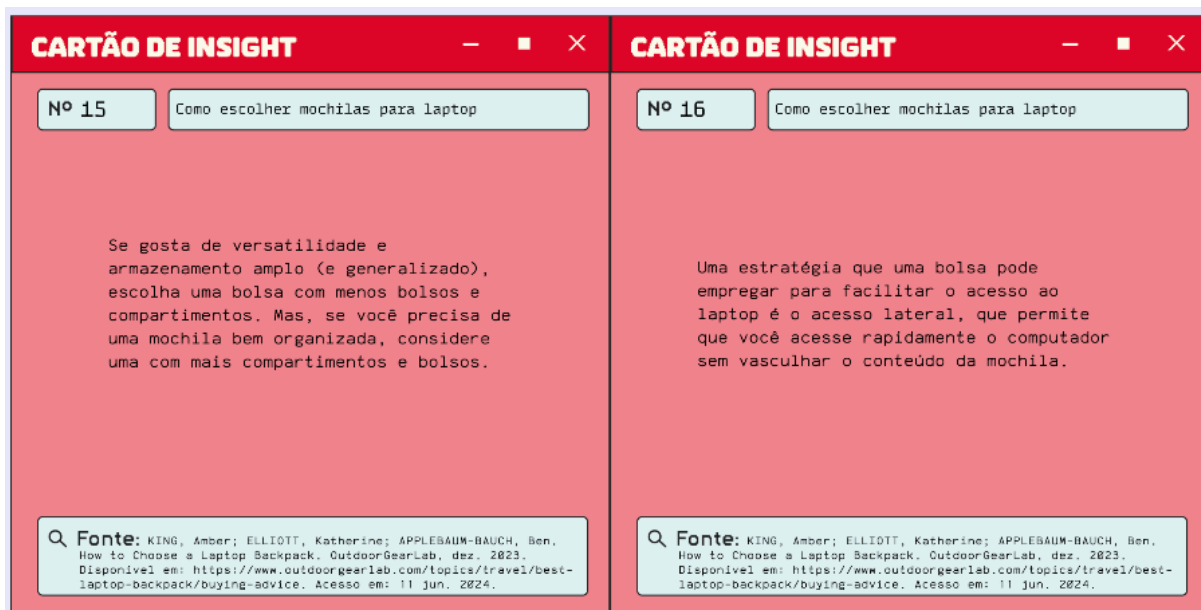 CARTÃO DE INSIGHT
Nº 15
Como escolher mochilas para laptop
Se gosta de versatilidade e
armazenamento amplo (e generalizado),
escolha uma bolsa com menos bolsos e
compartimentos. Mas, se você precisa de
uma mochila bem organizada, considere
uma com mais compartimentos e bolsos.
Fonte: KING, Amber; ELLIOTT, Katherine; APPLEBAUM-BAUCH, Ben.
How to Choose a Laptop Backpack. OutdoorGearLab, dez. 2023.
Disponível em: https://www.outdoorgearlab.com/topics/travel/best-
laptop-backpack/buying-advice. Acesso em: 11 jun. 2024.
CARTÃO DE INSIGHT
Nº 16
Como escolher mochilas para laptop
Uma estratégia que uma bolsa pode
empregar para facilitar o acesso ao
laptop é o acesso lateral, que permite
que você acesse rapidamente o computador
sem vasculhar o conteúdo da mochila.
Fonte: KING, Amber; ELLIOTT, Katherine; APPLEBAUM-BAUCH, Ben.
How to Choose a Laptop Backpack. OutdoorGearLab, dez. 2023.
Disponível em: https://www.outdoorgearlab.com/topics/travel/best-
laptop-backpack/buying-advice. Acesso em: 11 jun. 2024.